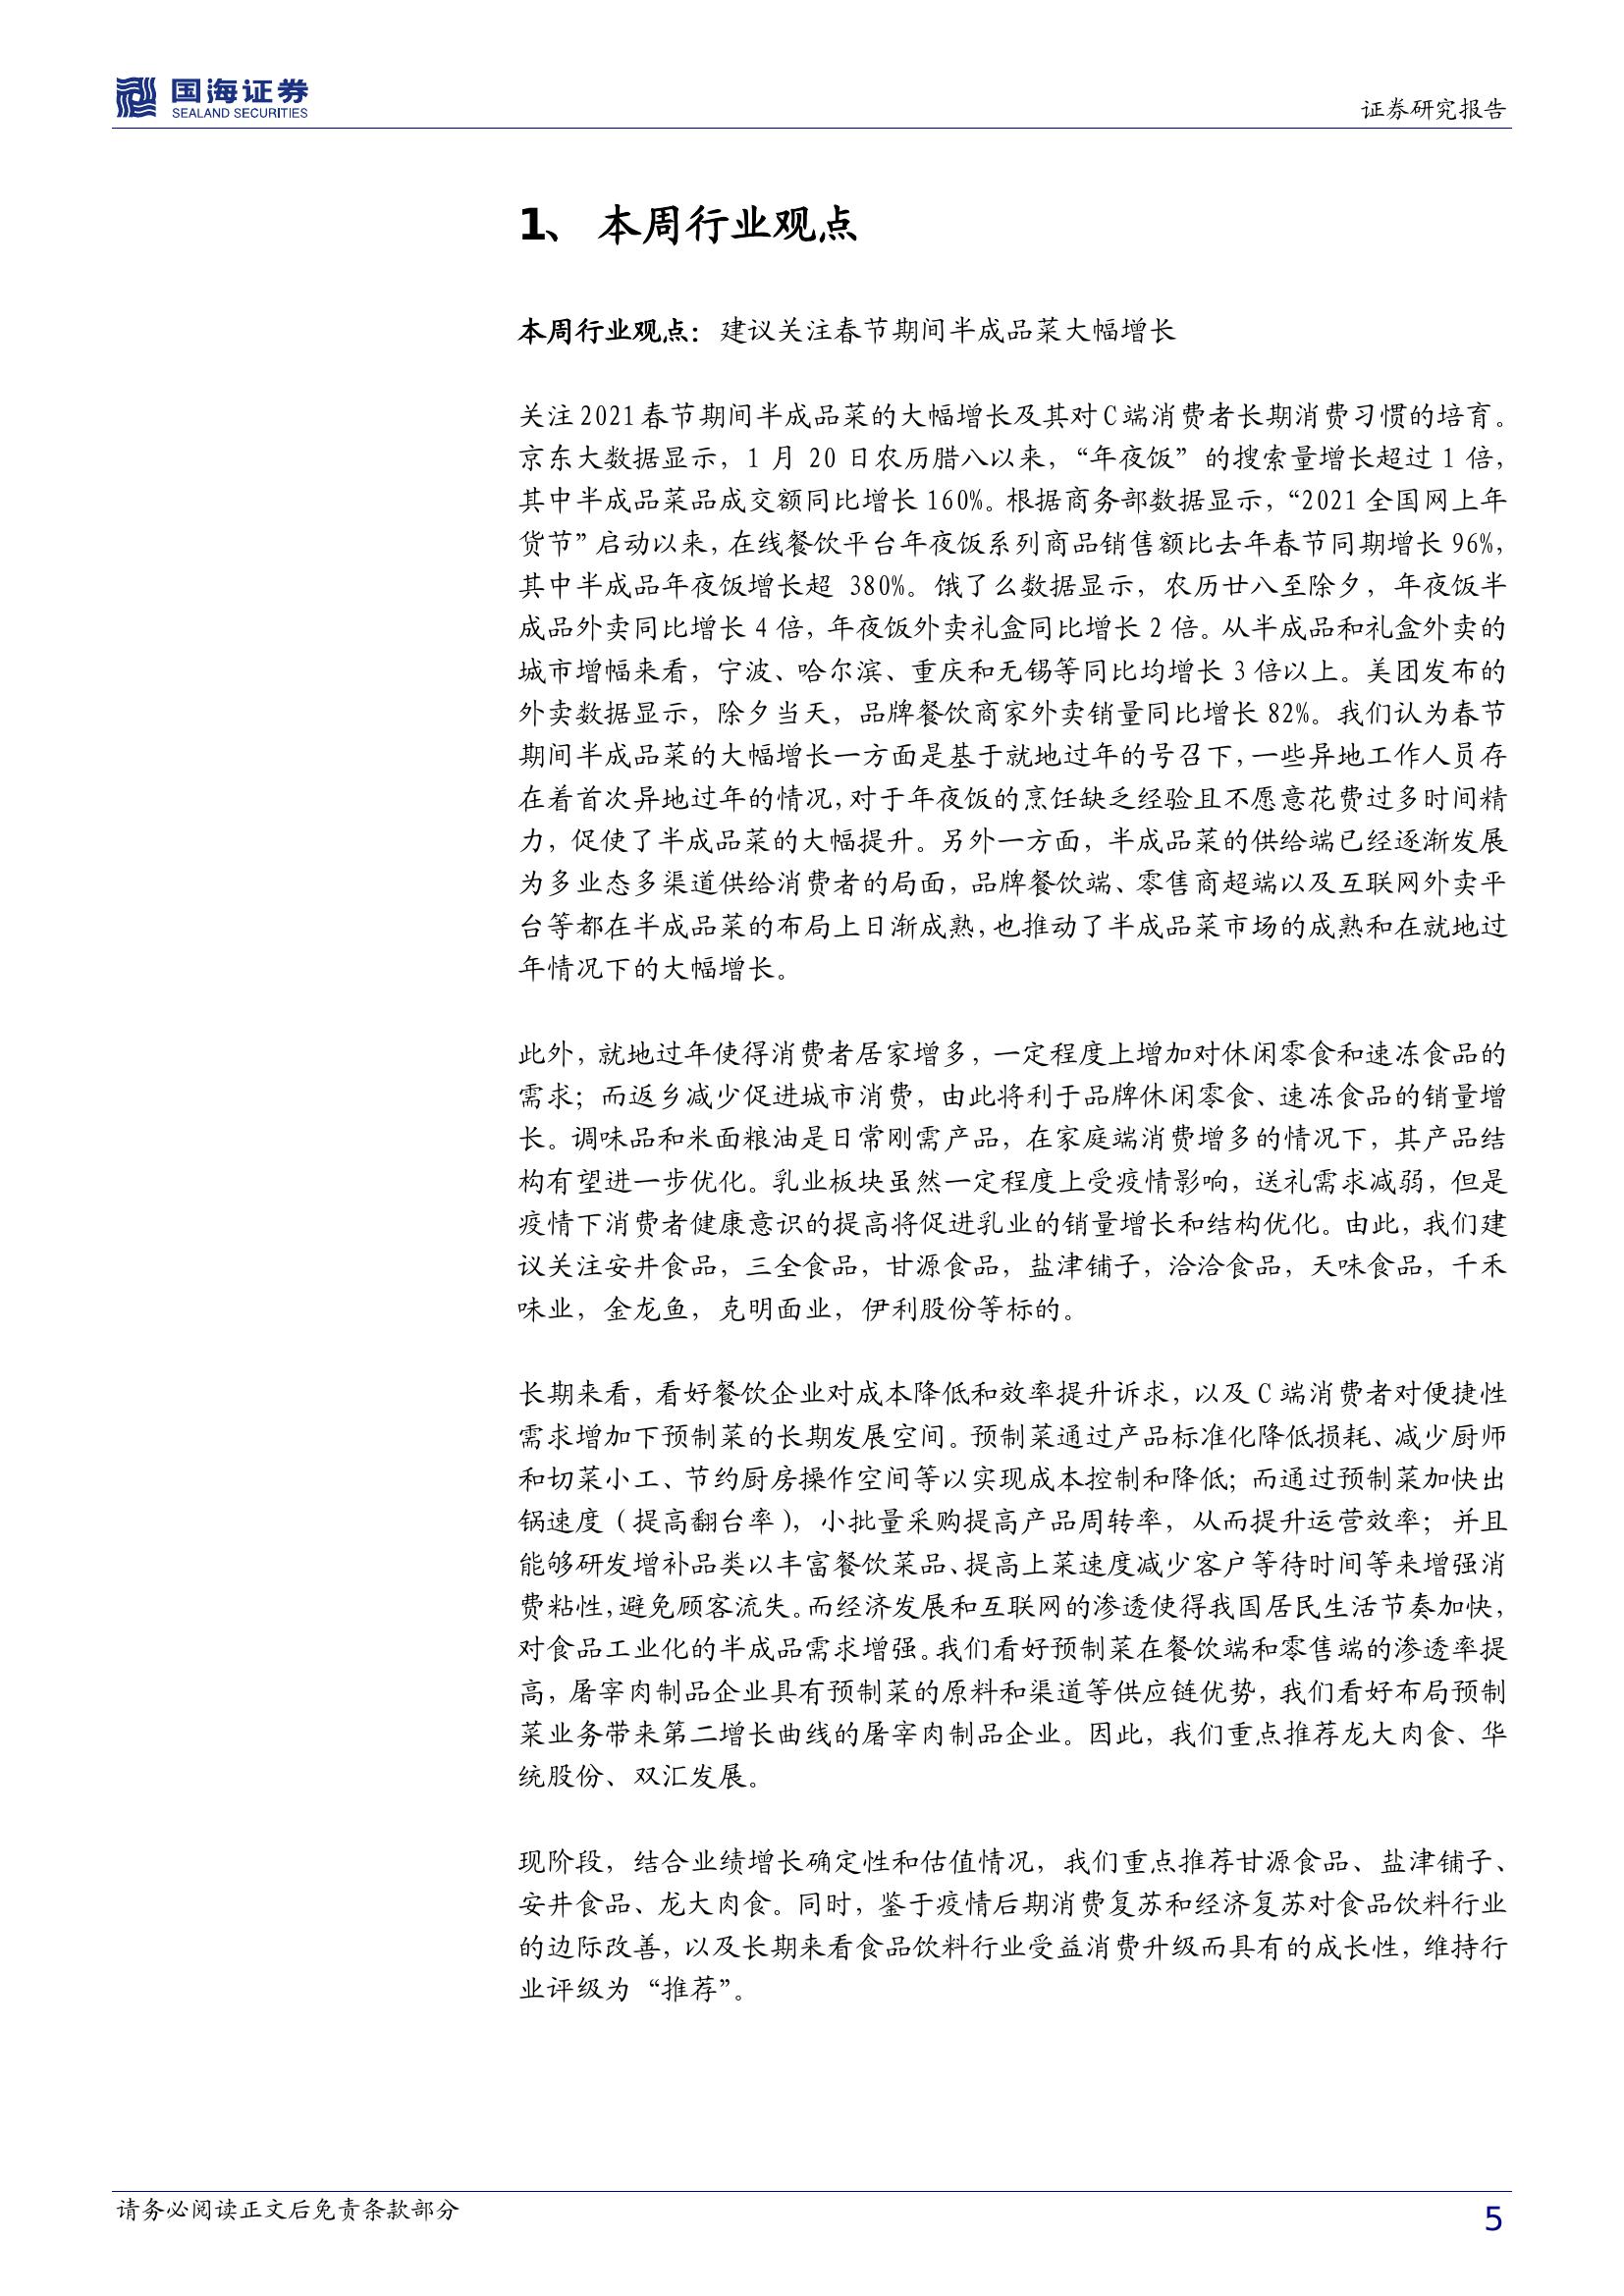 国海证券
SEALAND SECURITIES
证券研究报告
1、 本周行业观点
本周行业观点：建议关注春节期间半成品菜大幅增长
关注 2021 春节期间半成品菜的大幅增长及其对 C 端消费者长期消费习惯的培育。
京东大数据显示，1 月 20 日农历腊八以来，“年夜饭”的搜索量增长超过 1 倍，
其中半成品菜品成交额同比增长 160%。根据商务部数据显示，“2021 全国网上年
货节”启动以来，在线餐饮平台年夜饭系列商品销售额比去年春节同期增长 96%，
其中半成品年夜饭增长超 380%。饿了么数据显示，农历廿八至除夕，年夜饭半
成品外卖同比增长 4 倍，年夜饭外卖礼盒同比增长 2 倍。从半成品和礼盒外卖的
城市增幅来看，宁波、哈尔滨、重庆和无锡等同比均增长 3 倍以上。美团发布的
外卖数据显示，除夕当天，品牌餐饮商家外卖销量同比增长 82%。我们认为春节
期间半成品菜的大幅增长一方面是基于就地过年的号召下，一些异地工作人员存
在着首次异地过年的情况，对于年夜饭的烹饪缺乏经验且不愿意花费过多时间精
力，促使了半成品菜的大幅提升。另外一方面，半成品菜的供给端已经逐渐发展
为多业态多渠道供给消费者的局面，品牌餐饮端、零售商超端以及互联网外卖平
台等都在半成品菜的布局上日渐成熟，也推动了半成品菜市场的成熟和在就地过
年情况下的大幅增长。
此外，就地过年使得消费者居家增多，一定程度上增加对休闲零食和速冻食品的
需求；而返乡减少促进城市消费，由此将利于品牌休闲零食、速冻食品的销量增
长。调味品和米面粮油是日常刚需产品，在家庭端消费增多的情况下，其产品结
构有望进一步优化。乳业板块虽然一定程度上受疫情影响，送礼需求减弱，但是
疫情下消费者健康意识的提高将促进乳业的销量增长和结构优化。由此，我们建
议关注安井食品，三全食品，甘源食品，盐津铺子，洽洽食品，天味食品，千禾
味业，金龙鱼，克明面业，伊利股份等标的。
长期来看，看好餐饮企业对成本降低和效率提升诉求，以及 C 端消费者对便捷性
需求增加下预制菜的长期发展空间。预制菜通过产品标准化降低损耗、减少厨师
和切菜小工、节约厨房操作空间等以实现成本控制和降低；而通过预制菜加快出
锅速度（提高翻台率），小批量采购提高产品周转率，从而提升运营效率；并且
能够研发增补品类以丰富餐饮菜品、提高上菜速度减少客户等待时间等来增强消
费粘性，避免顾客流失。而经济发展和互联网的渗透使得我国居民生活节奏加快，
对食品工业化的半成品需求增强。我们看好预制菜在餐饮端和零售端的渗透率提
高，屠宰肉制品企业具有预制菜的原料和渠道等供应链优势，我们看好布局预制
菜业务带来第二增长曲线的屠宰肉制品企业。因此，我们重点推荐龙大肉食、华
统股份、双汇发展。
现阶段，结合业绩增长确定性和估值情况，我们重点推荐甘源食品、盐津铺子、
安井食品、龙大肉食。同时，鉴于疫情后期消费复苏和经济复苏对食品饮料行业
的边际改善，以及长期来看食品饮料行业受益消费升级而具有的成长性，维持行
业评级为“推荐”。
请务必阅读正文后免责条款部分
5